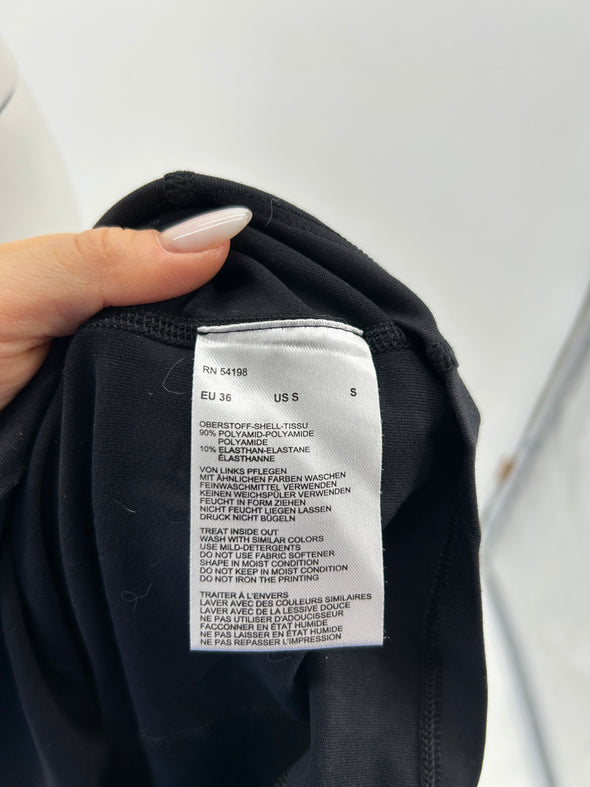 RN 54198
EU 36 US S S
OBERSTOFF-SHELL-TISSU
90% POLYAMID-POLYAMIDE
POLYAMIDE
10% ELASTHAN-ELASTANE
ÉLASTHANNE
VON LINKS PFLEGEN
MIT ÄHNLICHEN FARBEN WASCHEN
FEINWASCHMITTEL VERWENDEN
KEINEN WEICHSPÜLER VERWENDEN
FEUCHT IN FORM ZIEHEN
NICHT FEUCHT LIEGEN LASSEN
DRUCK NICHT BÜGELN
TREAT INSIDE OUT
WASH WITH SIMILAR COLORS
USE MILD-DETERGENTS
DO NOT USE FABRIC SOFTENER
SHAPE IN MOIST CONDITION
DO NOT KEEP IN MOIST CONDITION
DO NOT IRON THE PRINTING
TRAITER À L'ENVERS
LAVER AVEC DES COULEURS SIMILAIRES
LAVER AVEC DE LA LESSIVE DOUCE
NE PAS UTILISER D'ADOUCISSEUR
FACCONNER EN ÉTAT HUMIDE
NE PAS LAISSER EN ÉTAT HUMIDE
NE PAS REPASSER L'IMPRESSION